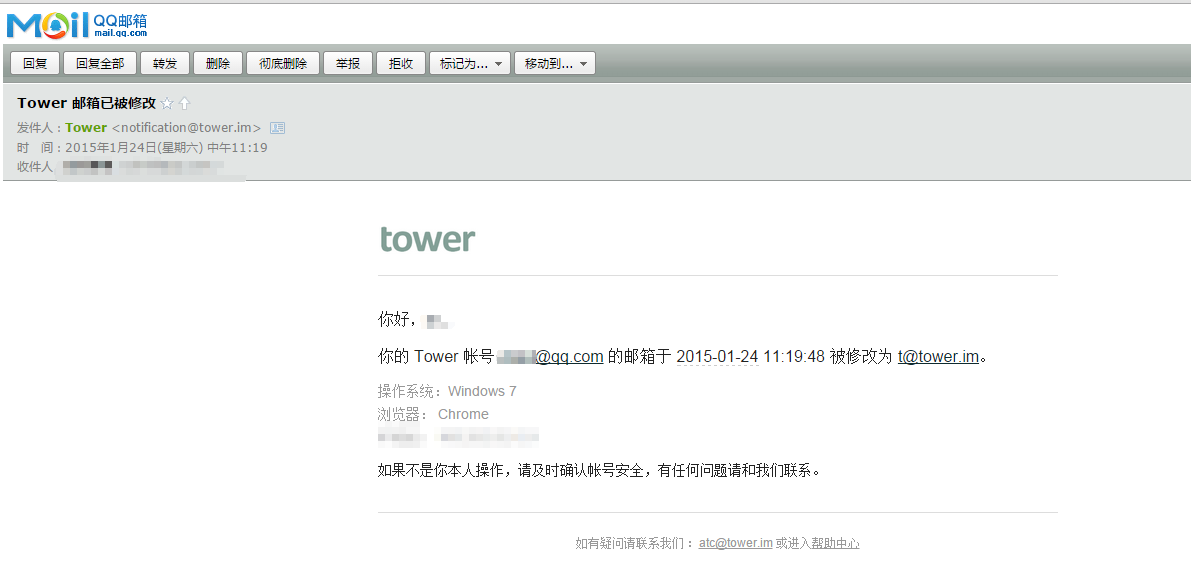 Mail QQ邮箱
mail.qq.com
回复 回复全部 转发 删除 彻底删除 举报 拒收 标记为... 移动到...
Tower 邮箱已被修改
发件人：Tower <notification@tower.im>
时 间：2015年1月24日(星期六) 中午11:19
收件人
tower
你好，
你的 Tower 帐号 @qq.com 的邮箱于 2015-01-24 11:19:48 被修改为 t@tower.im。
操作系统：Windows 7
浏览器： Chrome
如果不是你本人操作，请及时确认帐号安全，有任何问题请和我们联系。
如有疑问请联系我们： atc@tower.im 或进入帮助中心